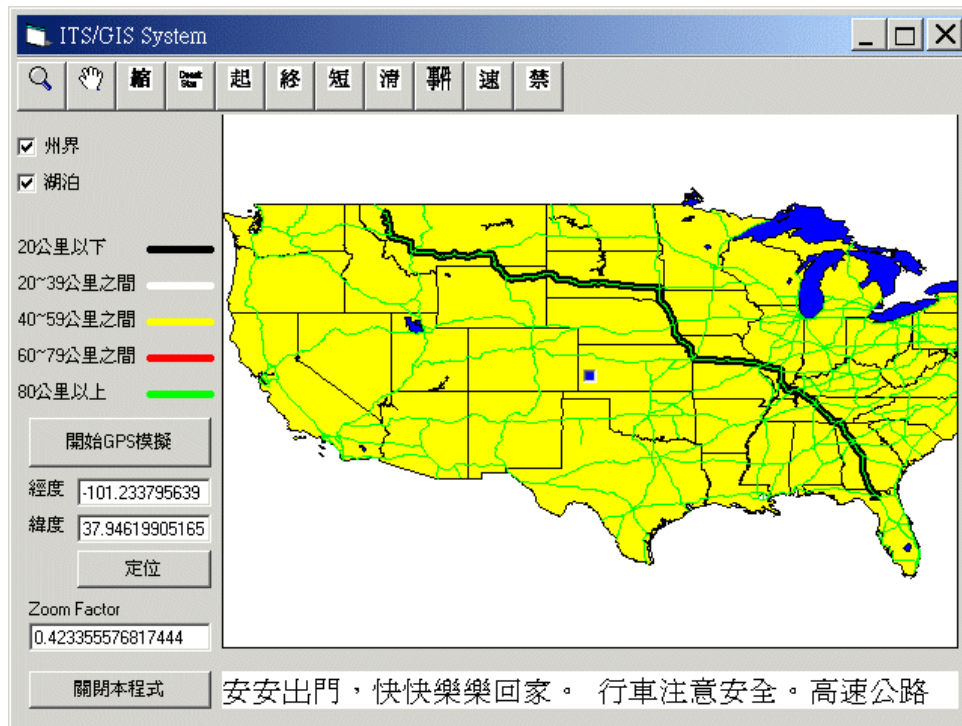 ITS/GIS System
縮
起
終
短
清
事件
速
禁
州界
湖泊
20公里以下
20~39公里之間
40~59公里之間
60~79公里之間
80公里以上
開始GPS模擬
經度 -101.233795639
緯度 37.94619905165
定位
Zoom Factor
0.423355576817444
關閉本程式
安安出門，快快樂樂回家。 行車注意安全。高速公路